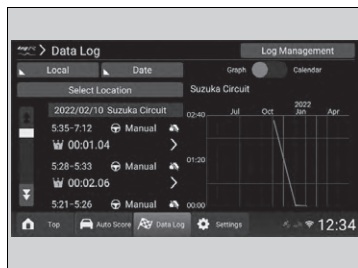 > Data Log
Log Management
Local
Date
Graph
Calendar
Select Location
Suzuka Circuit
2022/02/10 Suzuka Circuit
5:35-7:12 Manual
00:01.04 >
5:28-5:33 Manual
00:02.06 >
5:21-5:26 Manual
2022
Jul Oct Jan Apr
02:40
01:20
00:00
Top
Auto Score
Data Log
Settings
12:34